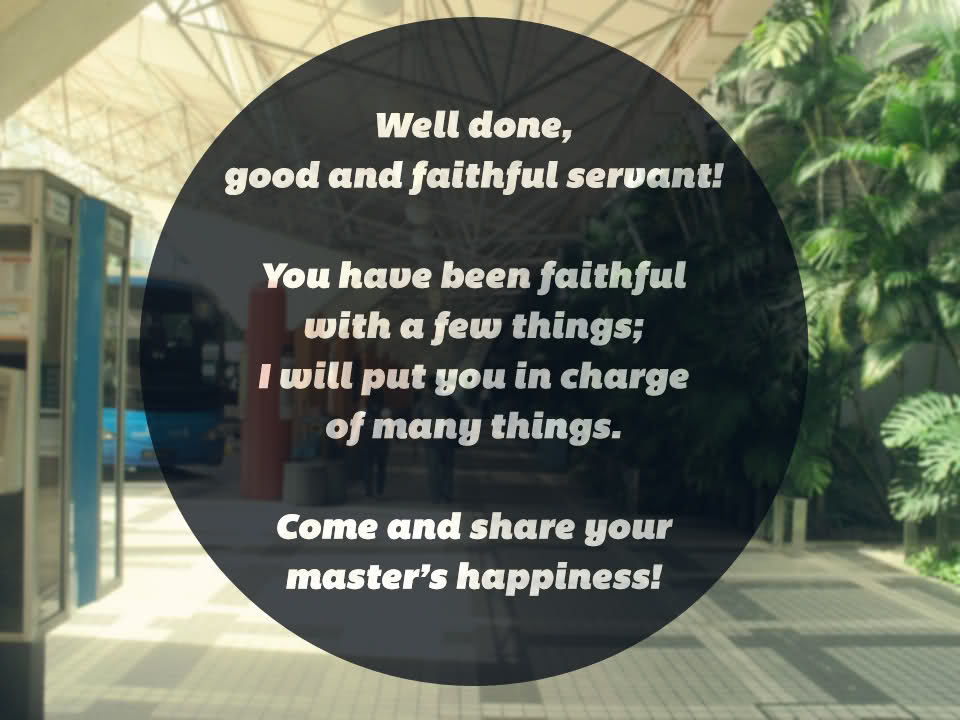 Well done,
good and faithful servant!
You have been faithful
with a few things;
I will put you in charge
of many things.
Come and share your
master's happiness!